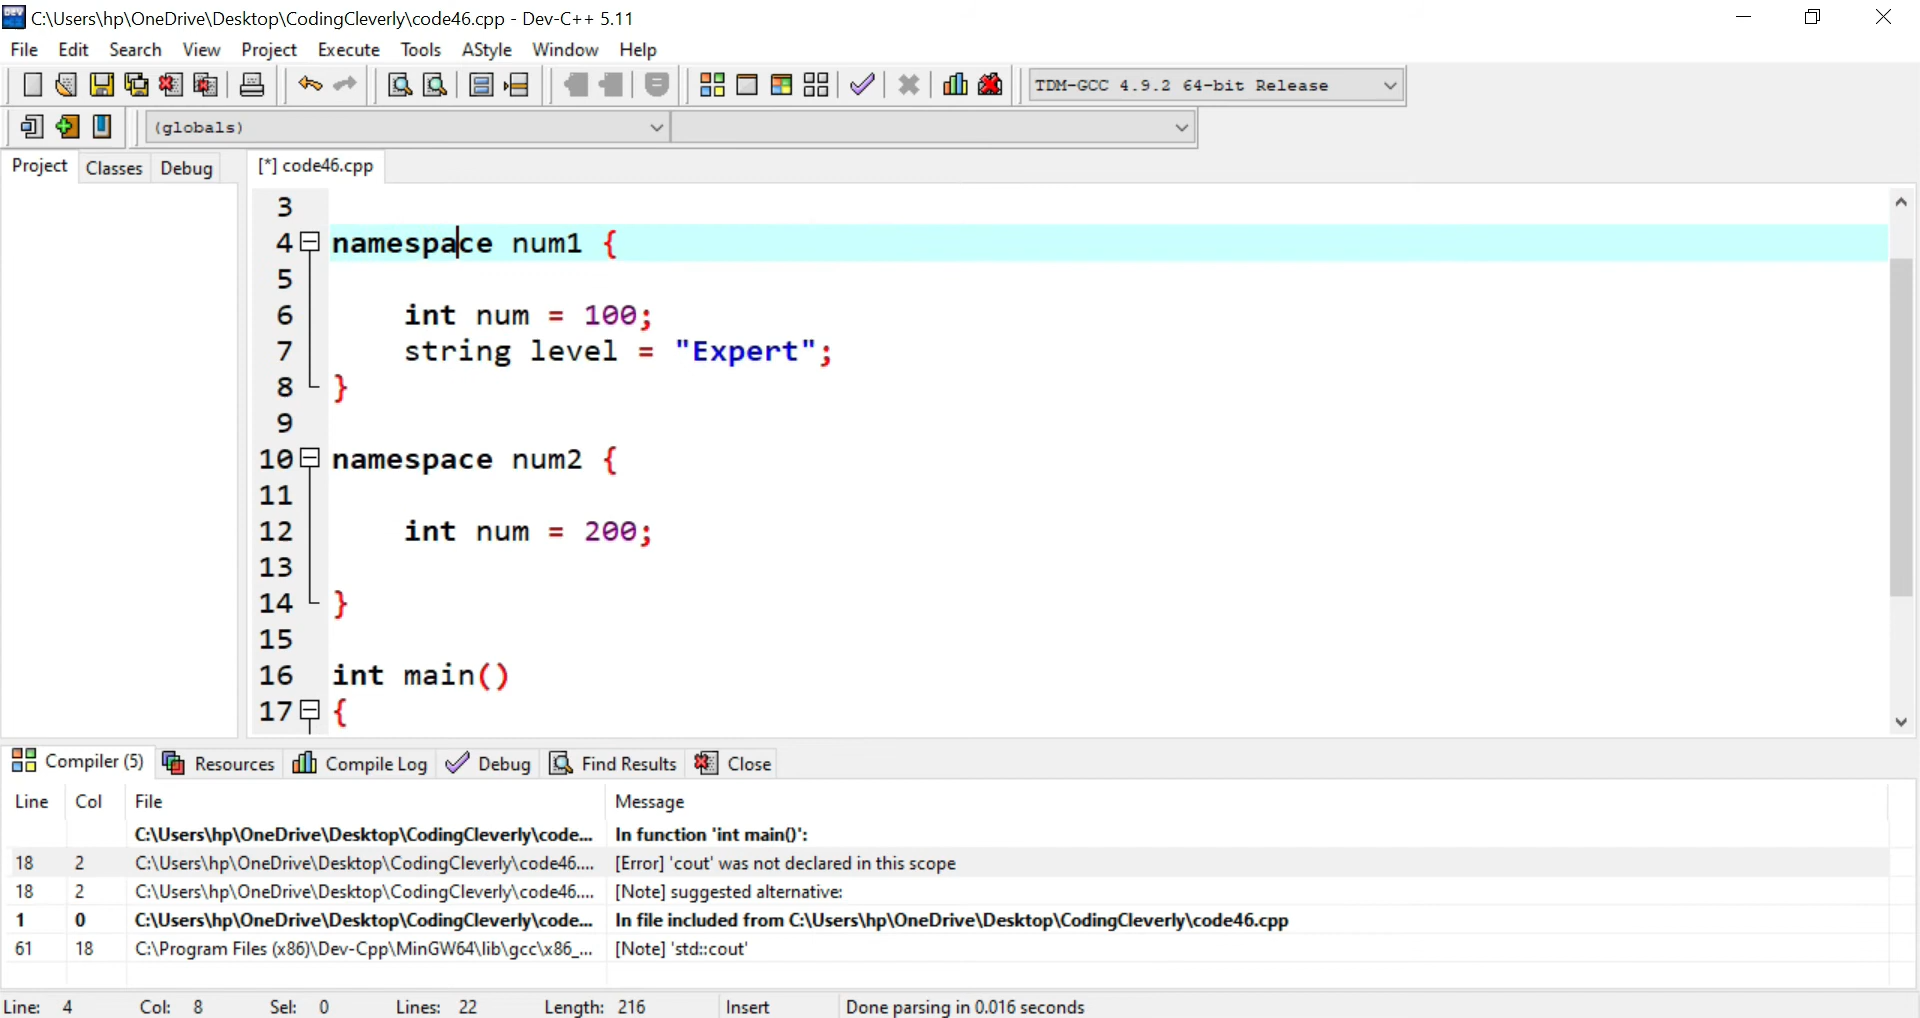 C:\Users\hp\OneDrive\Desktop\CodingCleverly\code46.cpp - Dev-C++ 5.11
File Edit Search View Project Execute Tools AStyle Window Help
TDM-GCC 4.9.2 64-bit Release
(globals)
Project Classes Debug [*] code46.cpp
3
4 namespace num1 {
5
6 int num = 100;
7 string level = "Expert";
8 }
9
10 namespace num2 {
11
12 int num = 200;
13
14 }
15
16 int main()
17 {
Compiler (5) Resources Compile Log Debug Find Results Close
Line Col File Message
C:\Users\hp\OneDrive\Desktop\CodingCleverly\code... In function 'int main()':
18 2 C:\Users\hp\OneDrive\Desktop\CodingCleverly\code46.... [Error] 'cout' was not declared in this scope
18 2 C:\Users\hp\OneDrive\Desktop\CodingCleverly\code46.... [Note] suggested alternative:
1 0 C:\Users\hp\OneDrive\Desktop\CodingCleverly\code... In file included from C:\Users\hp\OneDrive\Desktop\CodingCleverly\code46.cpp
61 18 C:\Program Files (x86)\Dev-Cpp\MinGW64\lib\gcc\x86_... [Note] 'std::cout'
Line: 4 Col: 8 Sel: 0 Lines: 22 Length: 216 Insert Done parsing in 0.016 seconds